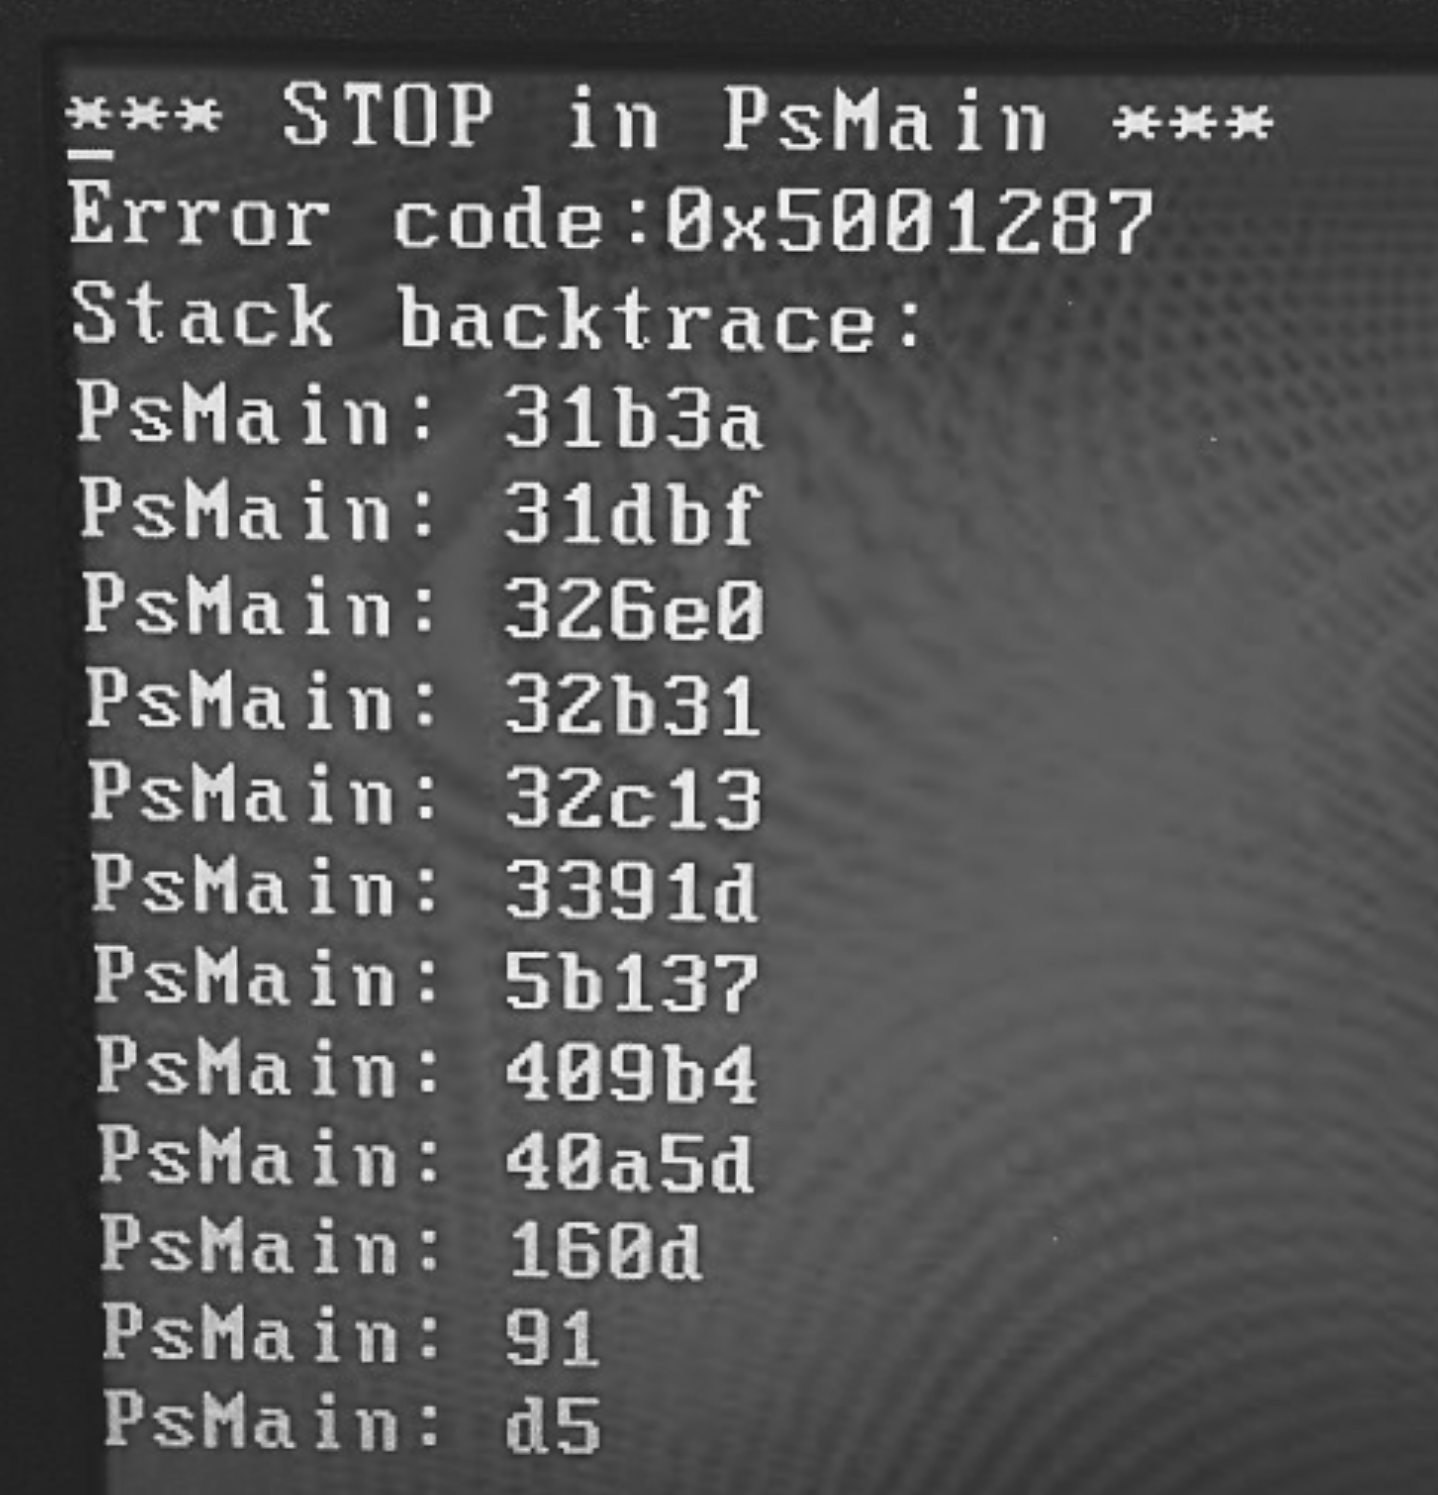 *** STOP in PsMain ***
Error code:0x5001287
Stack backtrace:
PsMain: 31b3a
PsMain: 31dbf
PsMain: 326e0
PsMain: 32b31
PsMain: 32c13
PsMain: 3391d
PsMain: 5b137
PsMain: 409b4
PsMain: 40a5d
PsMain: 160d
PsMain: 91
PsMain: d5